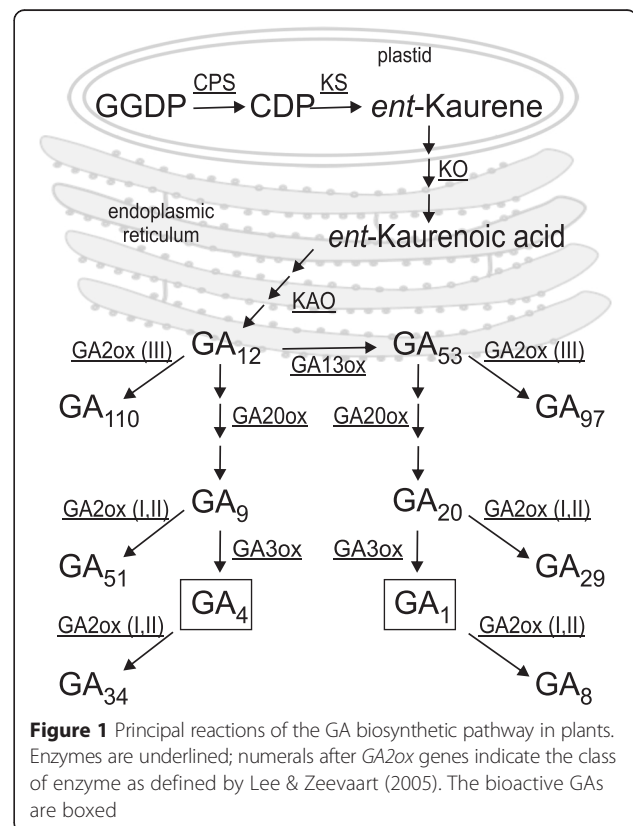 plastid
CPS KS
GGDP CDP ent-Kaurene
KO
endoplasmic
reticulum
ent-Kaurenoic acid
KAO
GA2ox (III) GA12 GA13ox GA53 GA2ox (III)
GA110 GA97
GA20ox GA20ox
GA2ox (I,II) GA9 GA20 GA2ox (I,II)
GA51 GA3ox GA3ox GA29
GA4 GA1
GA2ox (I,II) GA2ox (I,II)
GA34 GA8
Figure 1 Principal reactions of the GA biosynthetic pathway in plants.
Enzymes are underlined; numerals after GA2ox genes indicate the class
of enzyme as defined by Lee & Zeevaart (2005). The bioactive GAs
are boxed